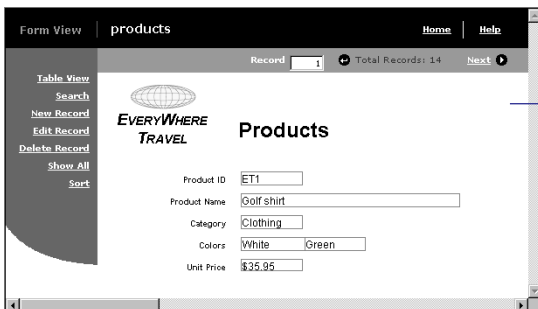 Form View products Home Help
Record 1 Total Records: 14 Next
Table View
Search
New Record
Edit Record
Delete Record
Show All
Sort
EVERYWHERE
TRAVEL
Products
Product ID ET1
Product Name Golf shirt
Category Clothing
Colors White Green
Unit Price $35.95